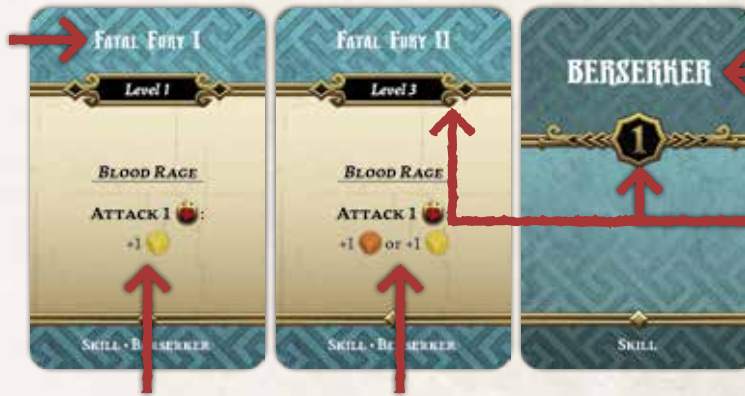 Fatal Fury I
Level 1
Blood Rage
Attack 1 :
+1
Skill • Berserker
Fatal Fury II
Level 3
Blood Rage
Attack 1 :
+1 or +1
Skill • Berserker
BERSERKER
1
Skill